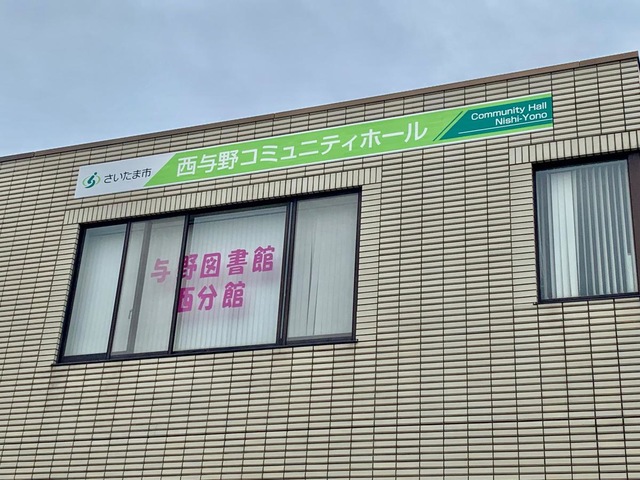 さいたま市
西与野コミュニティホール
Community Hall
Nishi-Yono
与野図書館
西分館